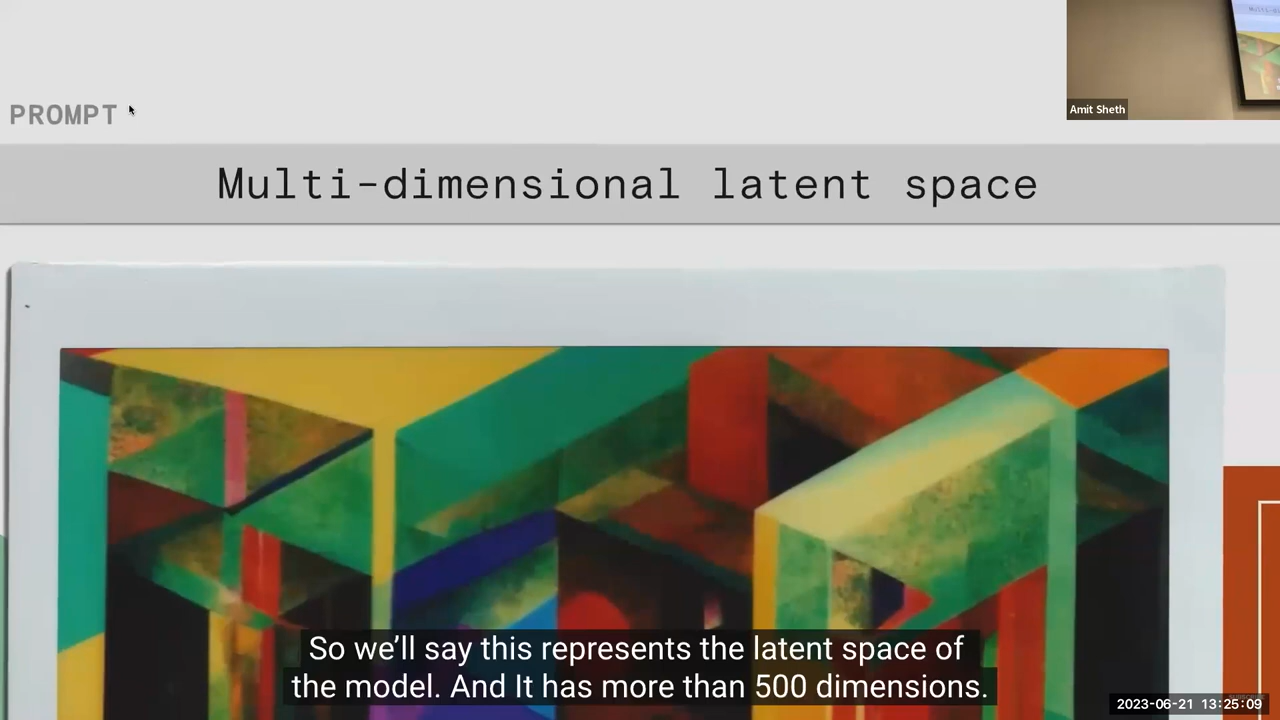 PROMPT
Amit Sheth
Multi-dimensional latent space
So we’ll say this represents the latent space of
the model. And It has more than 500 dimensions.
2023-06-21 13:25:09